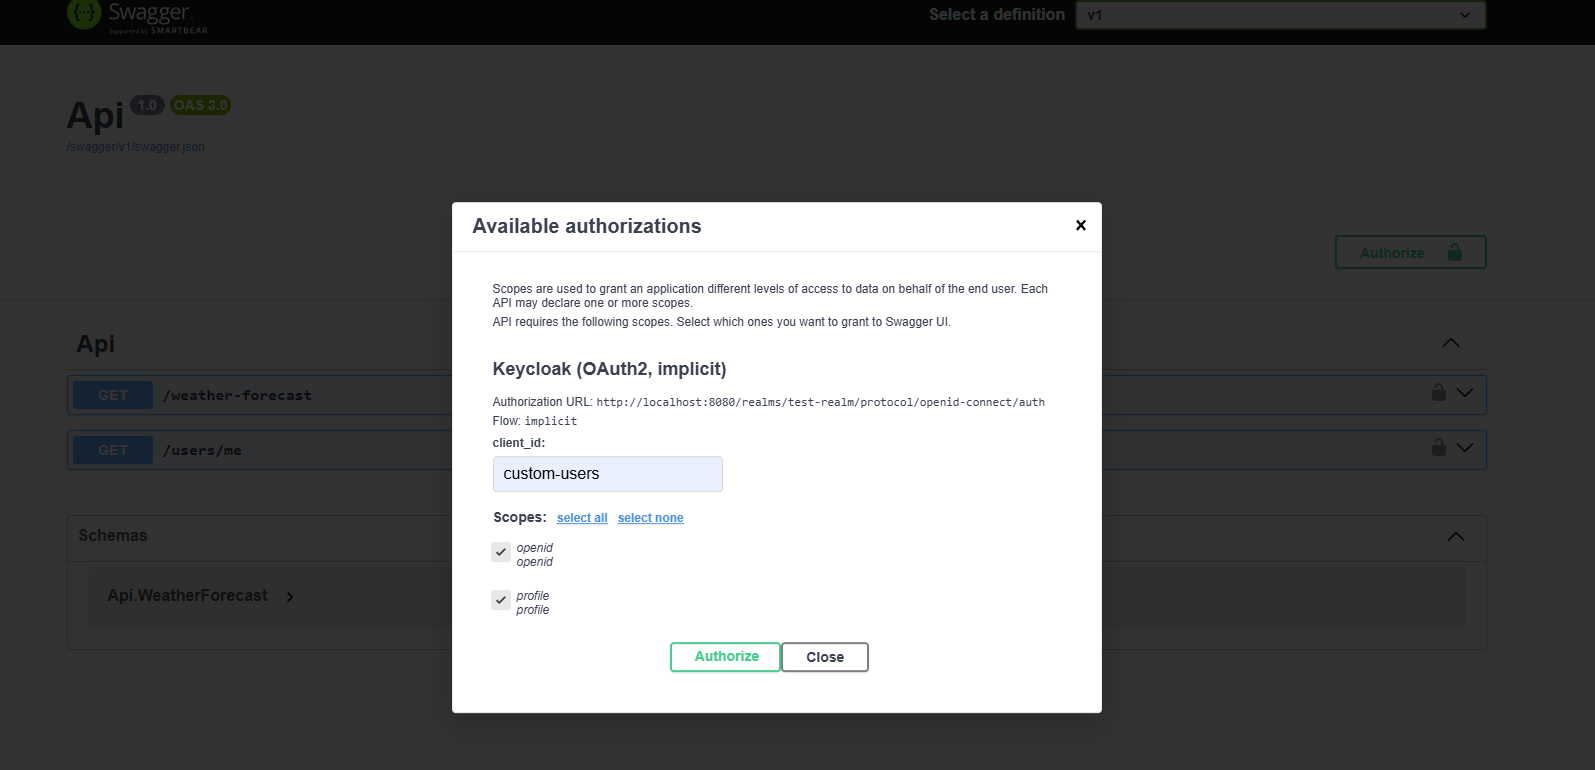 Swagger.
Supported by SMARTBEAR
Select a definition
v1
Api 1.0 OAS 3.0
/swagger/v1/swagger.json
Available authorizations
Authorize
Scopes are used to grant an application different levels of access to data on behalf of the end user. Each
API may declare one or more scopes.
API requires the following scopes. Select which ones you want to grant to Swagger UI.
Api
Keycloak (OAuth2, implicit)
GET /weather-forecast
Authorization URL: http://localhost:8080/realms/test-realm/protocol/openid-connect/auth
Flow: implicit
client_id:
GET /users/me
custom-users
Scopes: select all select none
Schemas
openid
openid
Api.WeatherForecast
profile
profile
Authorize Close